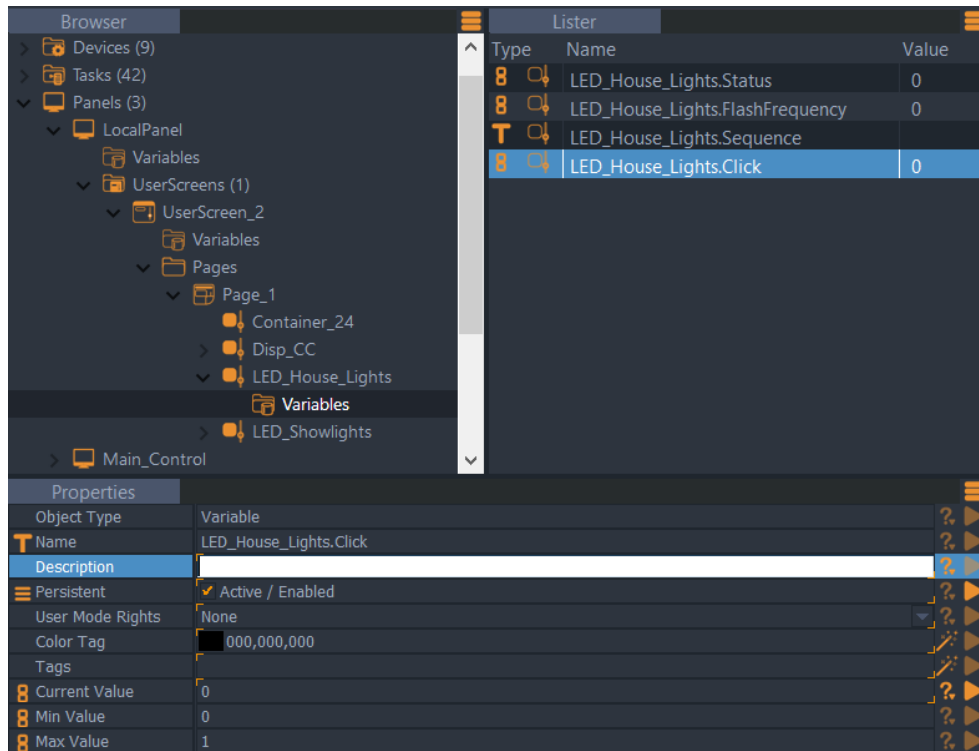 Browser
Devices (9)
Tasks (42)
Panels (3)
LocalPanel
Variables
UserScreens (1)
UserScreen_2
Variables
Pages
Page_1
Container_24
Disp_CC
LED_House_Lights
Variables
LED_Showlights
Main_Control
Lister
Type Name Value
LED_House_Lights.Status 0
LED_House_Lights.FlashFrequency 0
LED_House_Lights.Sequence
LED_House_Lights.Click 0
Properties
Object Type Variable
Name LED_House_Lights.Click
Description
Persistent Active / Enabled
User Mode Rights None
Color Tag 000,000,000
Tags
Current Value 0
Min Value 0
Max Value 1